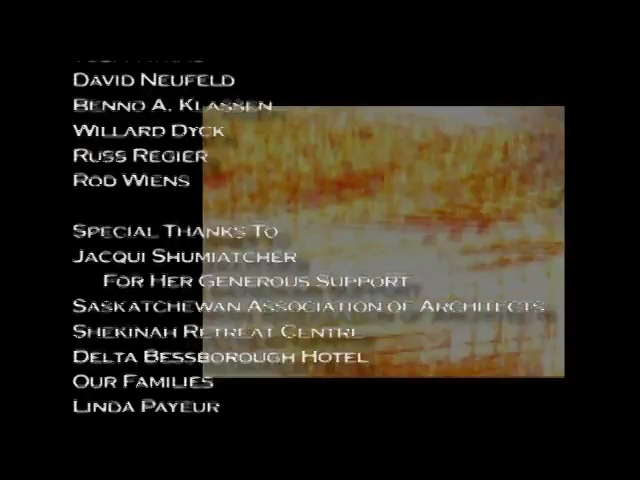 David Neufeld
Benno A. Klassen
Willard Dyck
Russ Regier
Rod Wiens
Special Thanks To
Jacqui Shumiatcher
For Her Generous Support
Saskatchewan Association of Architects
Shekinah Retreat Centre
Delta Bessborough Hotel
Our Families
Linda Payeur